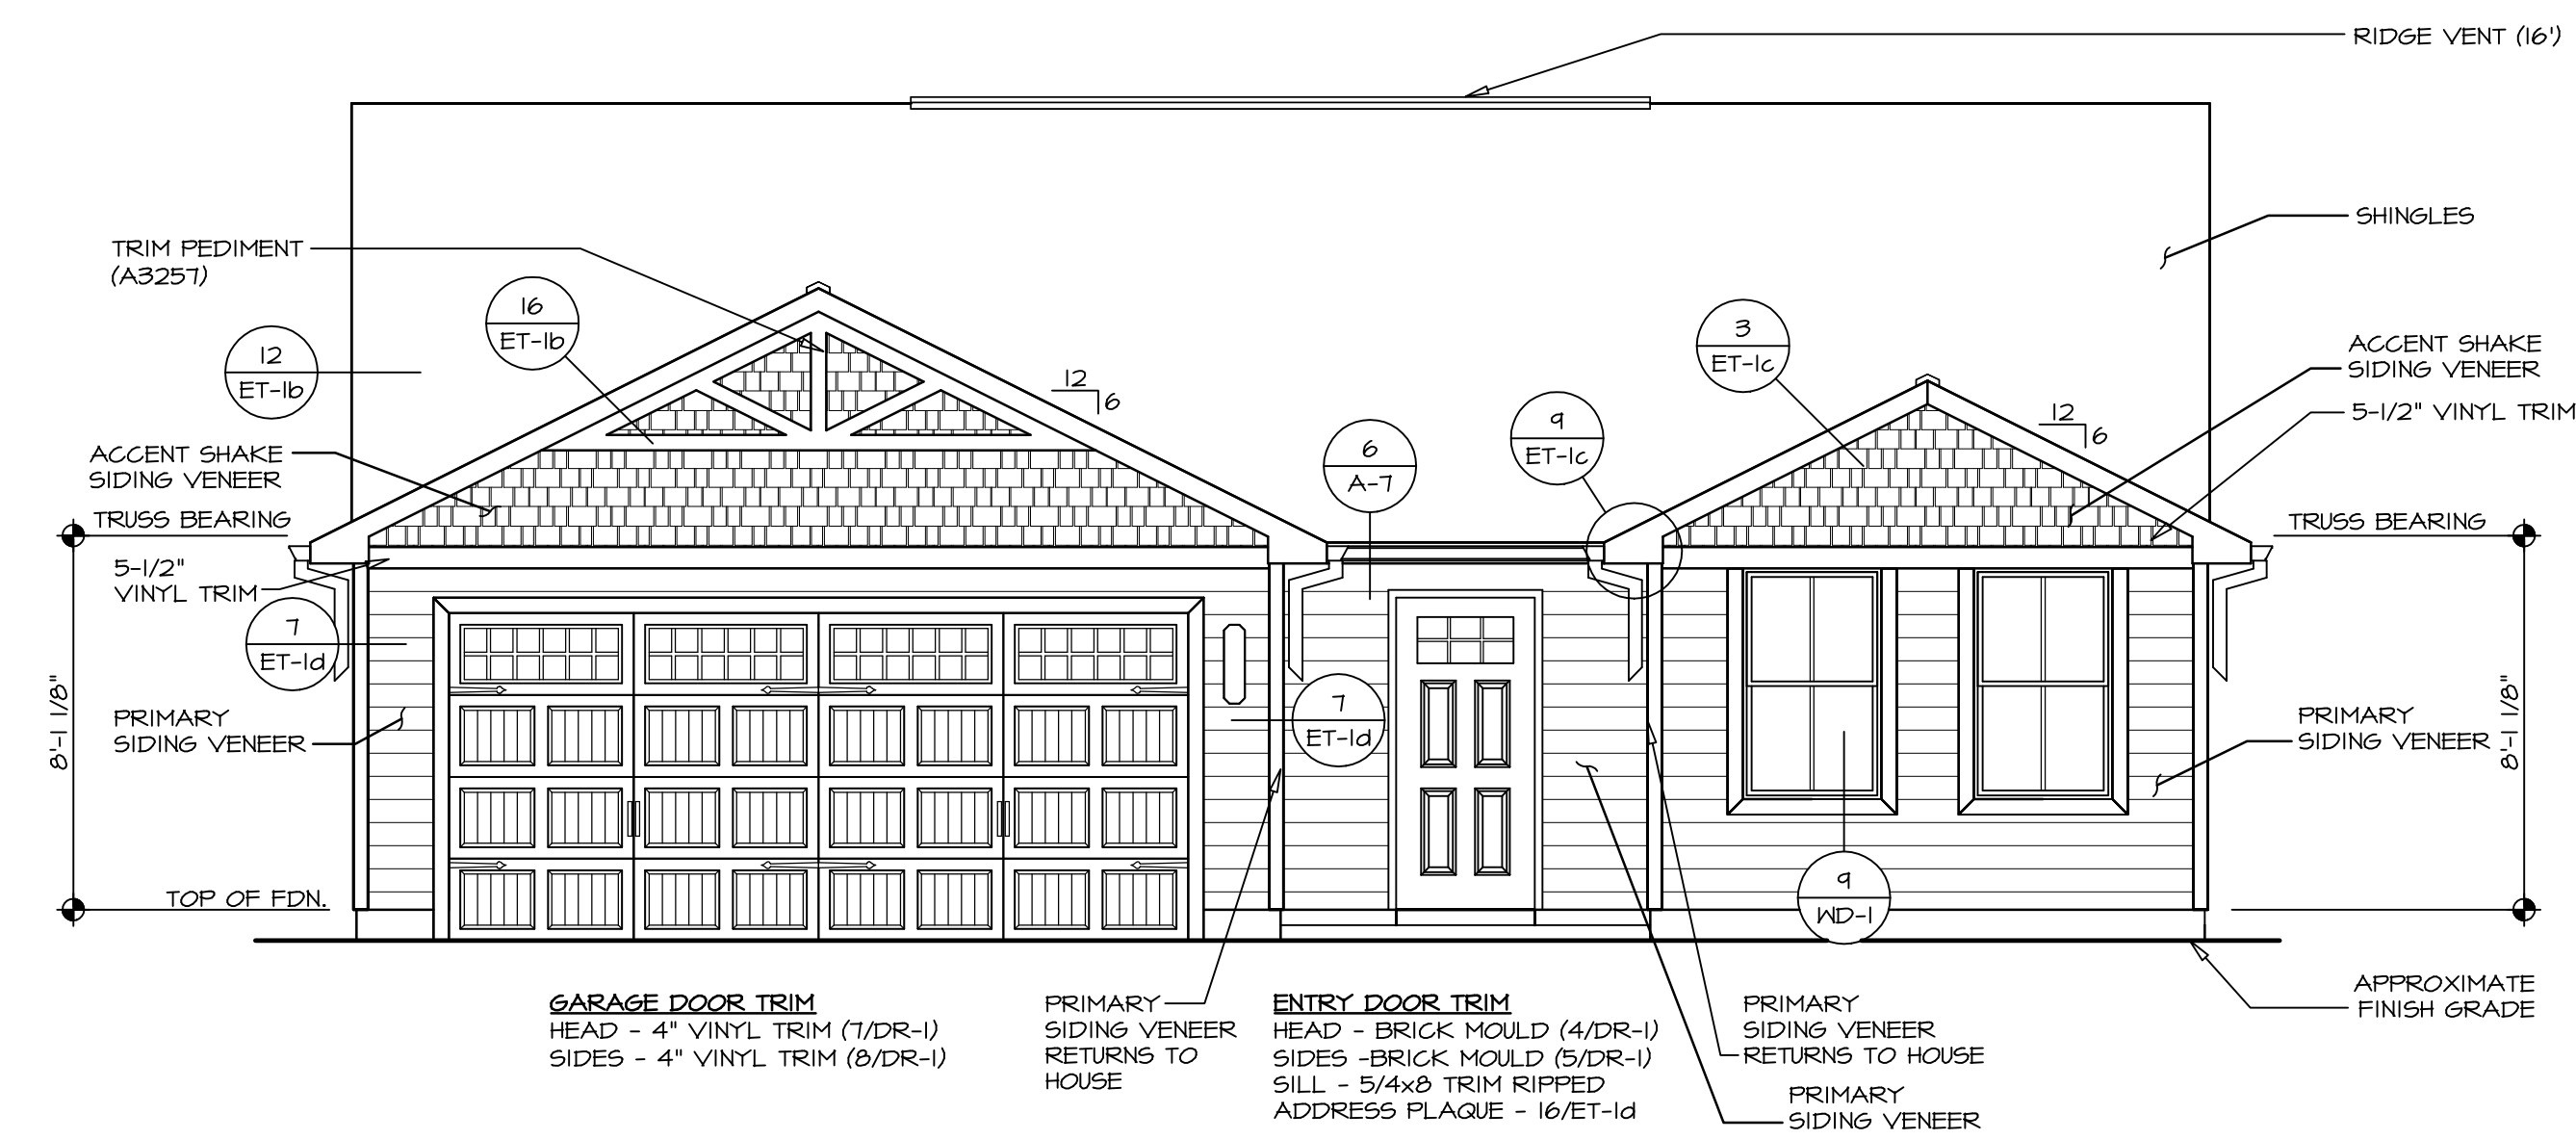 RIDGE VENT (16')
SHINGLES
TRIM PEDIMENT
(A3257)
16
ET-1b
12
ET-1b
3
ET-1c
ACCENT SHAKE
SIDING VENEER
5-1/2" VINYL TRIM
12
6
12
6
9
ET-1c
6
A-7
ACCENT SHAKE
SIDING VENEER
TRUSS BEARING
TRUSS BEARING
5-1/2"
VINYL TRIM
7
ET-1d
8'-1 1/8"
PRIMARY
SIDING VENEER
7
ET-1d
PRIMARY
SIDING VENEER
8'-1 1/8"
9
WD-1
TOP OF FDN.
APPROXIMATE
FINISH GRADE
GARAGE DOOR TRIM
HEAD - 4" VINYL TRIM (7/DR-1)
SIDES - 4" VINYL TRIM (8/DR-1)
PRIMARY
SIDING VENEER
RETURNS TO
HOUSE
ENTRY DOOR TRIM
HEAD - BRICK MOULD (4/DR-1)
SIDES -BRICK MOULD (5/DR-1)
SILL - 5/4x8 TRIM RIPPED
ADDRESS PLAQUE - 16/ET-1d
PRIMARY
SIDING VENEER
RETURNS TO HOUSE
PRIMARY
SIDING VENEER